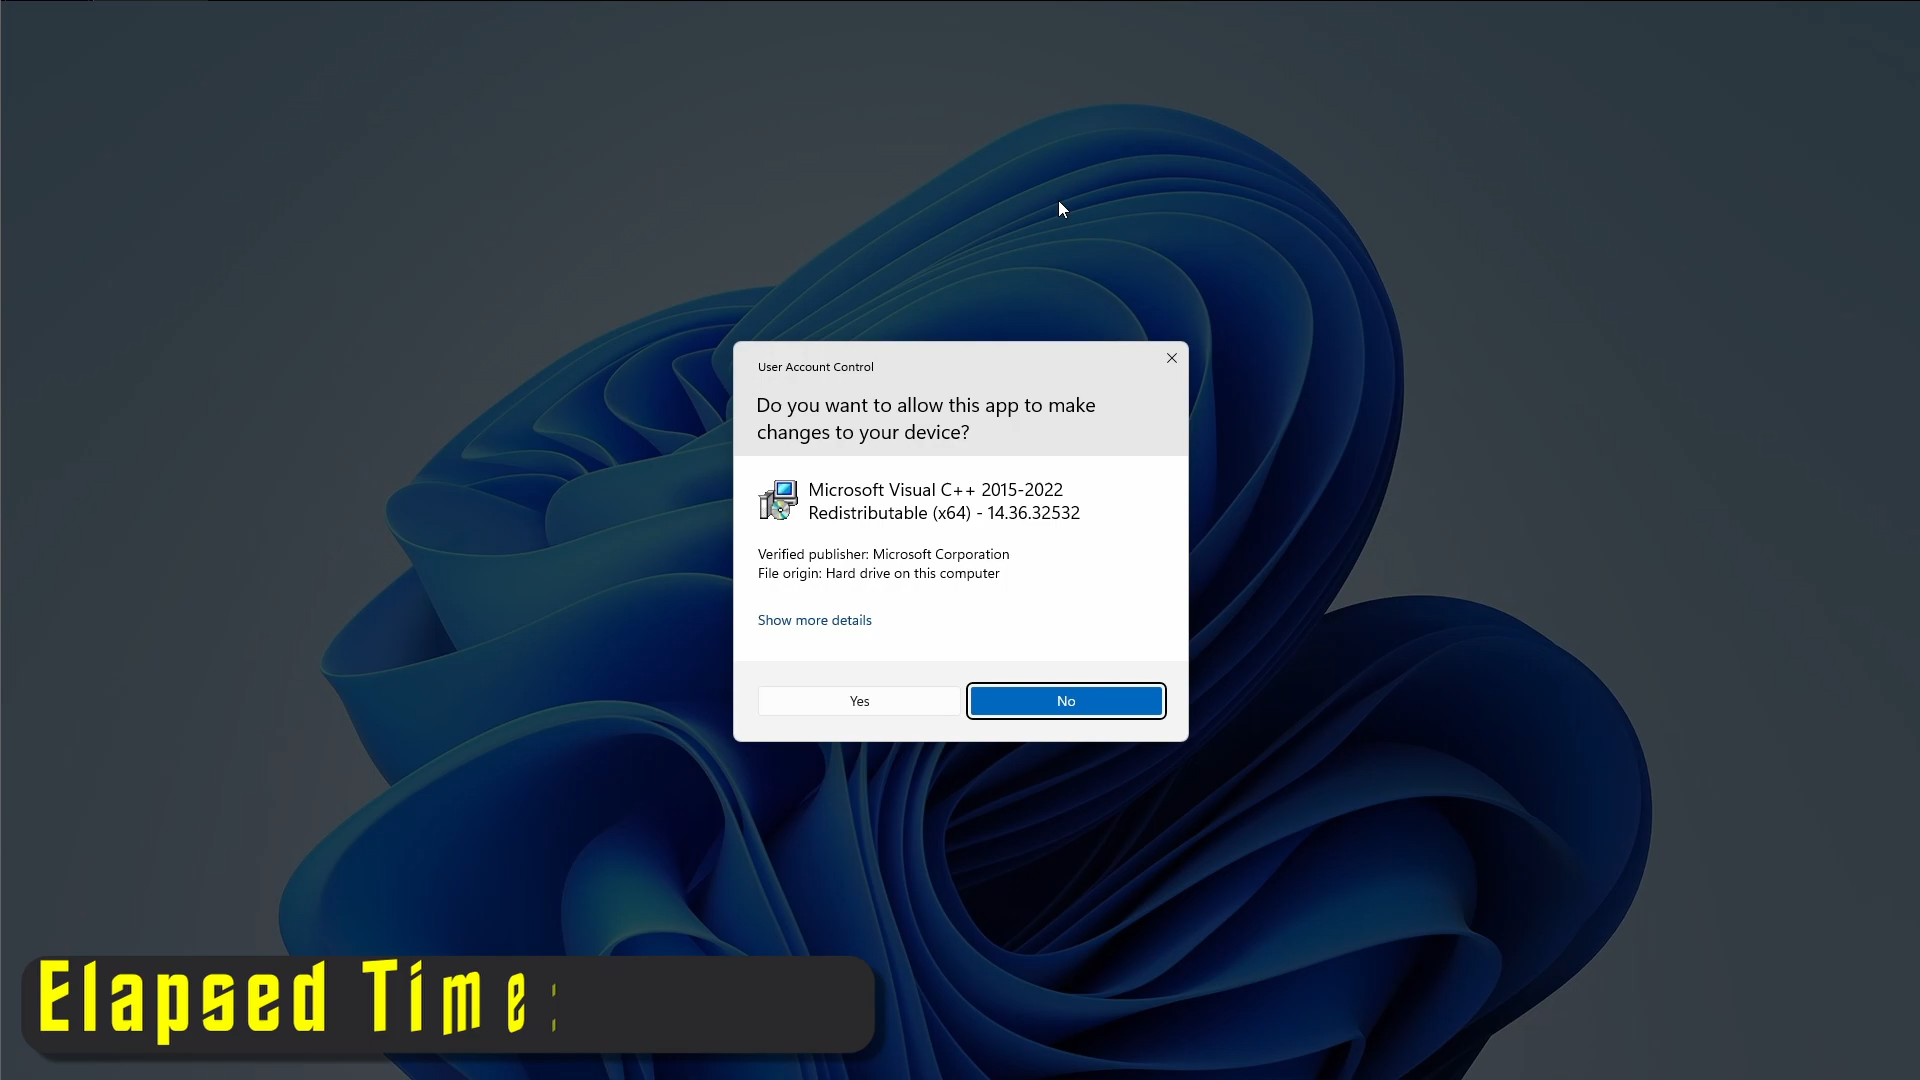 User Account Control
Do you want to allow this app to make
changes to your device?
Microsoft Visual C++ 2015-2022
Redistributable (x64) - 14.36.32532
Verified publisher: Microsoft Corporation
File origin: Hard drive on this computer
Show more details
Yes
No
Elapsed Time: